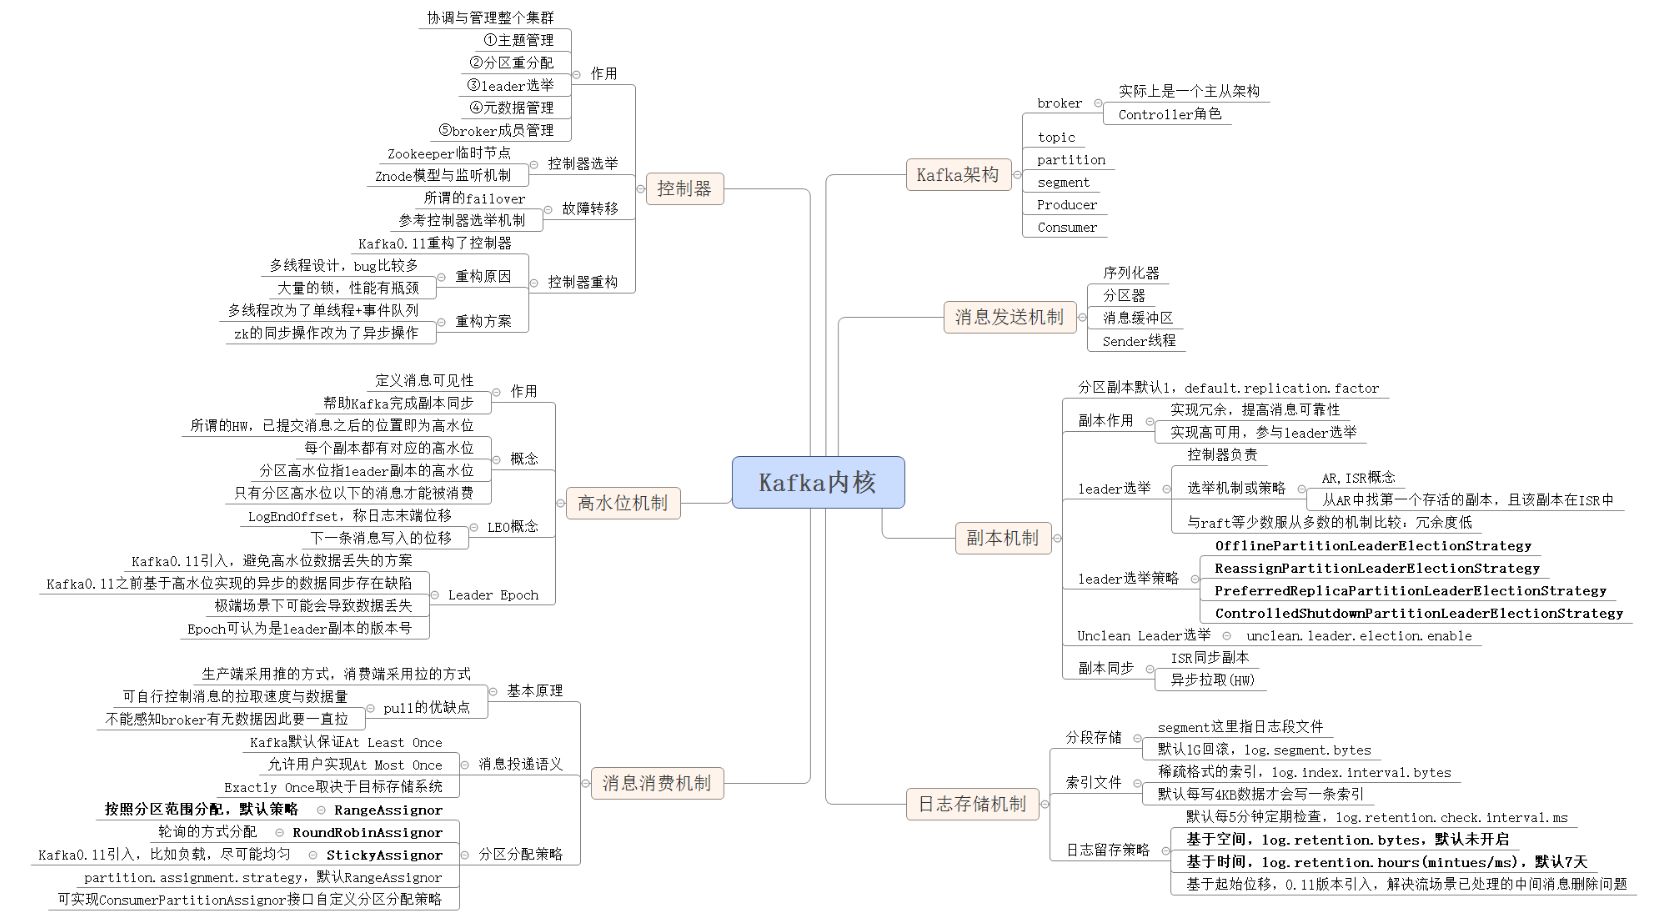 Kafka内核
控制器
作用
协调与管理整个集群
①主题管理
②分区重分配
③leader选举
④元数据管理
⑤broker成员管理
控制器选举
Zookeeper临时节点
Znode模型与监听机制
故障转移
所谓的failover
参考控制器选举机制
控制器重构
Kafka0.11重构了控制器
重构原因
多线程设计，bug比较多
大量的锁，性能有瓶颈
重构方案
多线程改为了单线程+事件队列
zk的同步操作改为了异步操作
高水位机制
作用
定义消息可见性
帮助Kafka完成副本同步
概念
所谓的HW，已提交消息之后的位置即为高水位
每个副本都有对应的高水位
分区高水位指leader副本的高水位
只有分区高水位以下的消息才能被消费
LEO概念
LogEndOffset，称日志末端位移
下一条消息写入的位移
Leader Epoch
Kafka0.11引入，避免高水位数据丢失的方案
Kafka0.11之前基于高水位实现的异步的数据同步存在缺陷
极端场景下可能会导致数据丢失
Epoch可认为是leader副本的版本号
消息消费机制
基本原理
生产端采用推的方式，消费端采用拉的方式
pull的优缺点
可自行控制消息的拉取速度与数据量
不能感知broker有无数据因此要一直拉
消息投递语义
Kafka默认保证At Least Once
允许用户实现At Most Once
Exactly Once取决于目标存储系统
分区分配策略
按照分区范围分配，默认策略
RangeAssignor
轮询的方式分配
RoundRobinAssignor
Kafka0.11引入，比如负载，尽可能均匀
StickyAssignor
partition.assignment.strategy，默认RangeAssignor
可实现ConsumerPartitionAssignor接口自定义分区分配策略
Kafka架构
broker
实际上是一个主从架构
Controller角色
topic
partition
segment
Producer
Consumer
消息发送机制
序列化器
分区器
消息缓冲区
Sender线程
副本机制
分区副本默认1，default.replication.factor
副本作用
实现冗余，提高消息可靠性
实现高可用，参与leader选举
leader选举
控制器负责
选举机制或策略
AR,ISR概念
从AR中找第一个存活的副本，且该副本在ISR中
与raft等少数服从多数的机制比较：冗余度低
leader选举策略
OfflinePartitionLeaderElectionStrategy
ReassignPartitionLeaderElectionStrategy
PreferredReplicaPartitionLeaderElectionStrategy
ControlledShutdownPartitionLeaderElectionStrategy
Unclean Leader选举
unclean.leader.election.enable
副本同步
ISR同步副本
异步拉取(HW)
日志存储机制
分段存储
segment这里指日志段文件
默认1G回滚，log.segment.bytes
索引文件
稀疏格式的索引，log.index.interval.bytes
默认每写4KB数据才会写一条索引
日志留存策略
默认每5分钟定期检查，log.retention.check.interval.ms
基于空间，log.retention.bytes，默认未开启
基于时间，log.retention.hours(mintues/ms)，默认7天
基于起始位移，0.11版本引入，解决流场景已处理的中间消息删除问题